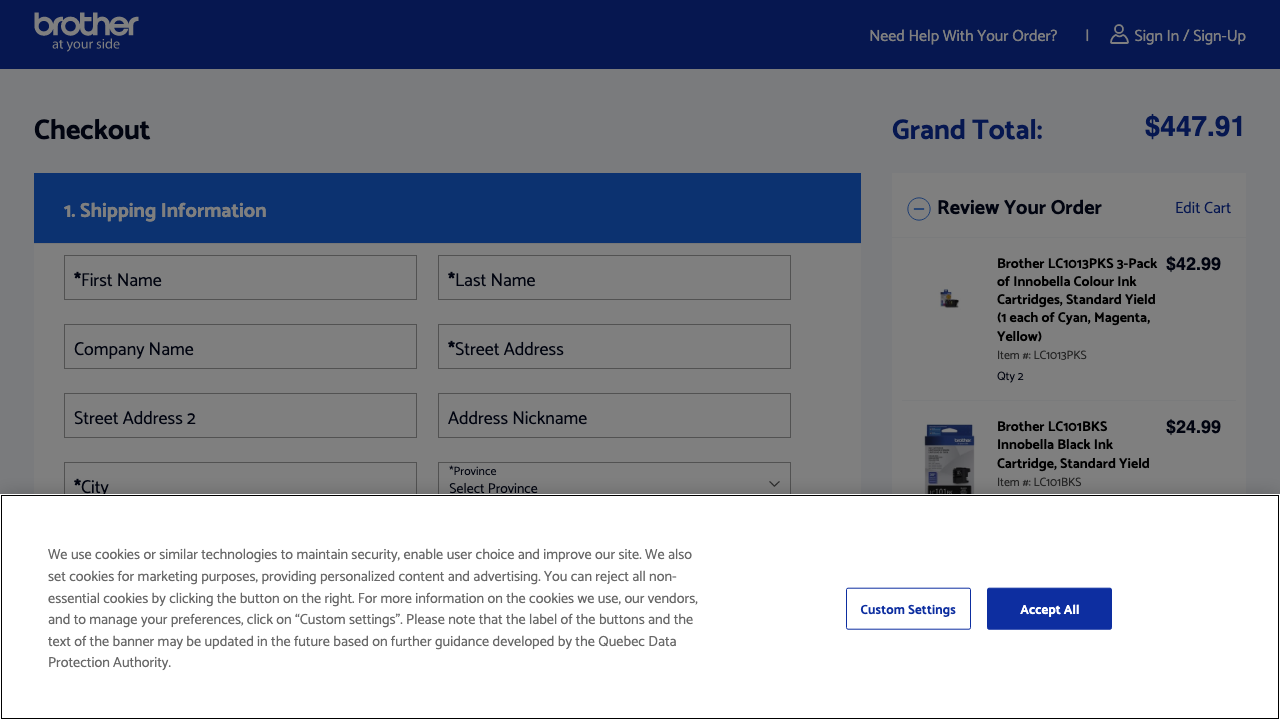 brother
at your side
Need Help With Your Order?
|
Sign In / Sign-Up
Checkout
Grand Total:
$447.91
1. Shipping Information
Review Your Order
Edit Cart
*First Name
*Last Name
Company Name
*Street Address
Street Address 2
Address Nickname
*City
*Province
Select Province
Brother LC1013PKS 3-Pack
of Innobella Colour Ink
Cartridges, Standard Yield
(1 each of Cyan, Magenta,
Yellow)
$42.99
Item #: LC1013PKS
Qty 2
Brother LC101BKS
Innobella Black Ink
Cartridge, Standard Yield
$24.99
Item #: LC101BKS
We use cookies or similar technologies to maintain security, enable user choice and improve our site. We also
set cookies for marketing purposes, providing personalized content and advertising. You can reject all non-
essential cookies by clicking the button on the right. For more information on the cookies we use, our vendors,
and to manage your preferences, click on “Custom settings”. Please note that the label of the buttons and the
text of the banner may be updated in the future based on further guidance developed by the Quebec Data
Protection Authority.
Custom Settings
Accept All